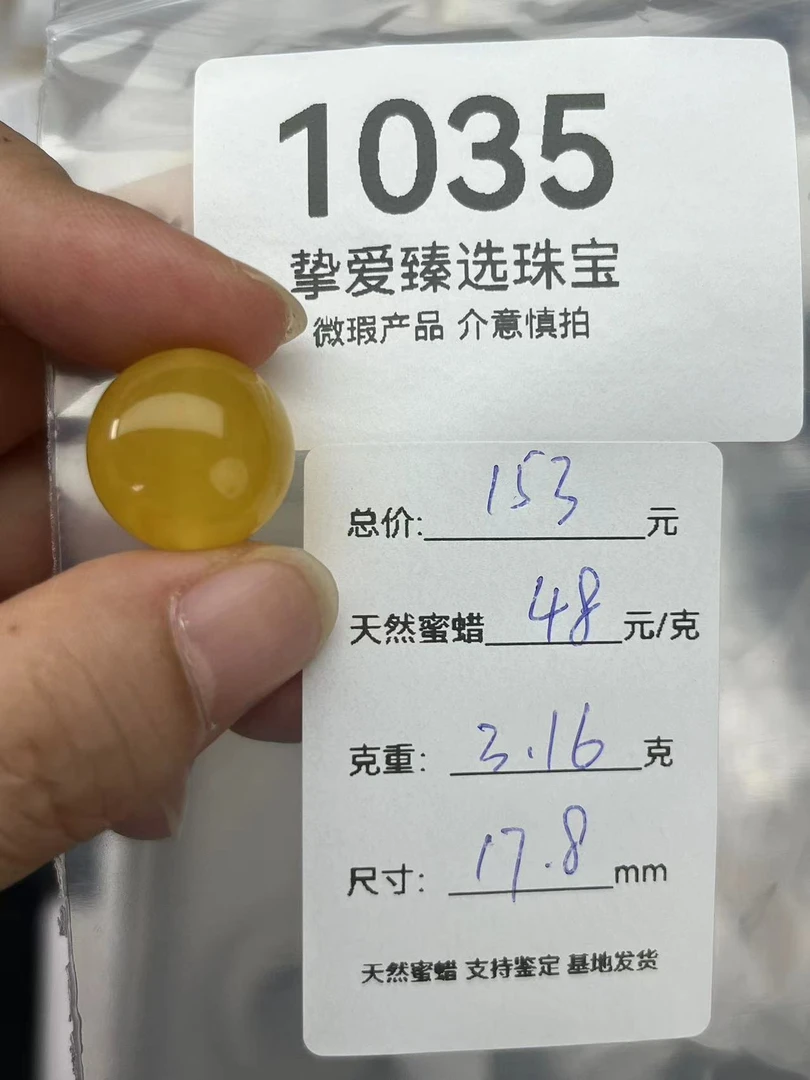 1035
挚爱臻选珠宝
微瑕产品 介意慎拍
总价: 153 元
天然蜜蜡 48 元/克
克重: 3.16 克
尺寸: 17.8 mm
天然蜜蜡 支持鉴定 基地发货